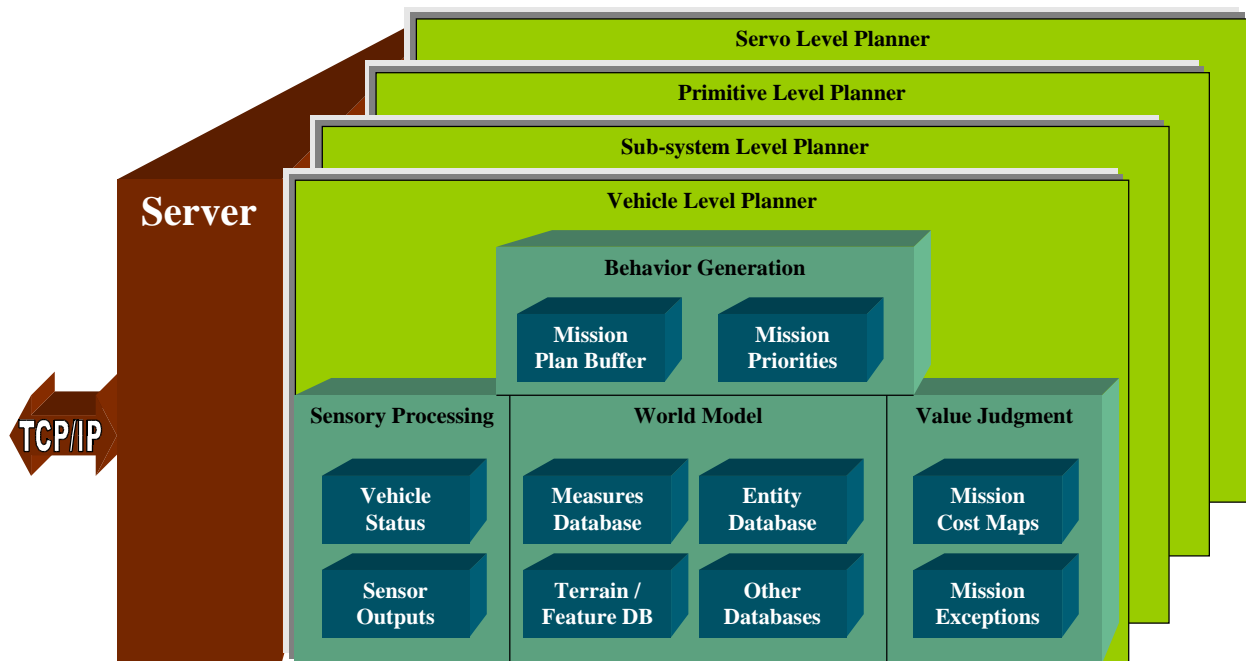 Servo Level Planner
Primitive Level Planner
Sub-system Level Planner
Vehicle Level Planner
Server
Behavior Generation
Mission
Plan Buffer
Mission
Priorities
TCP/IP
Sensory Processing
World Model
Value Judgment
Vehicle
Status
Measures
Database
Entity
Database
Mission
Cost Maps
Sensor
Outputs
Terrain /
Feature DB
Other
Databases
Mission
Exceptions